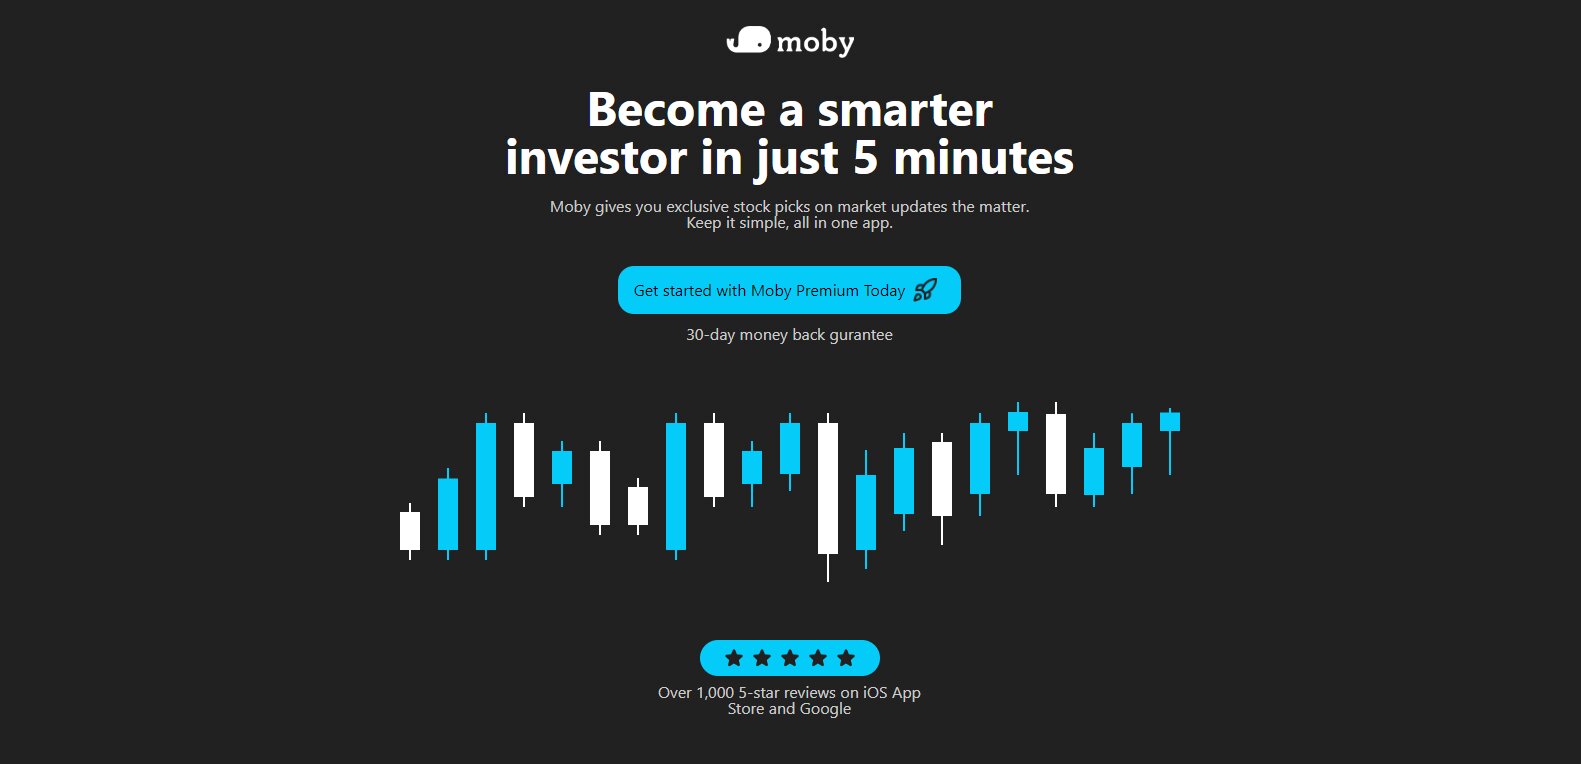 moby
Become a smarter
investor in just 5 minutes
Moby gives you exclusive stock picks on market updates the matter.
Keep it simple, all in one app.
Get started with Moby Premium Today
30-day money back gurantee
Over 1,000 5-star reviews on iOS App
Store and Google